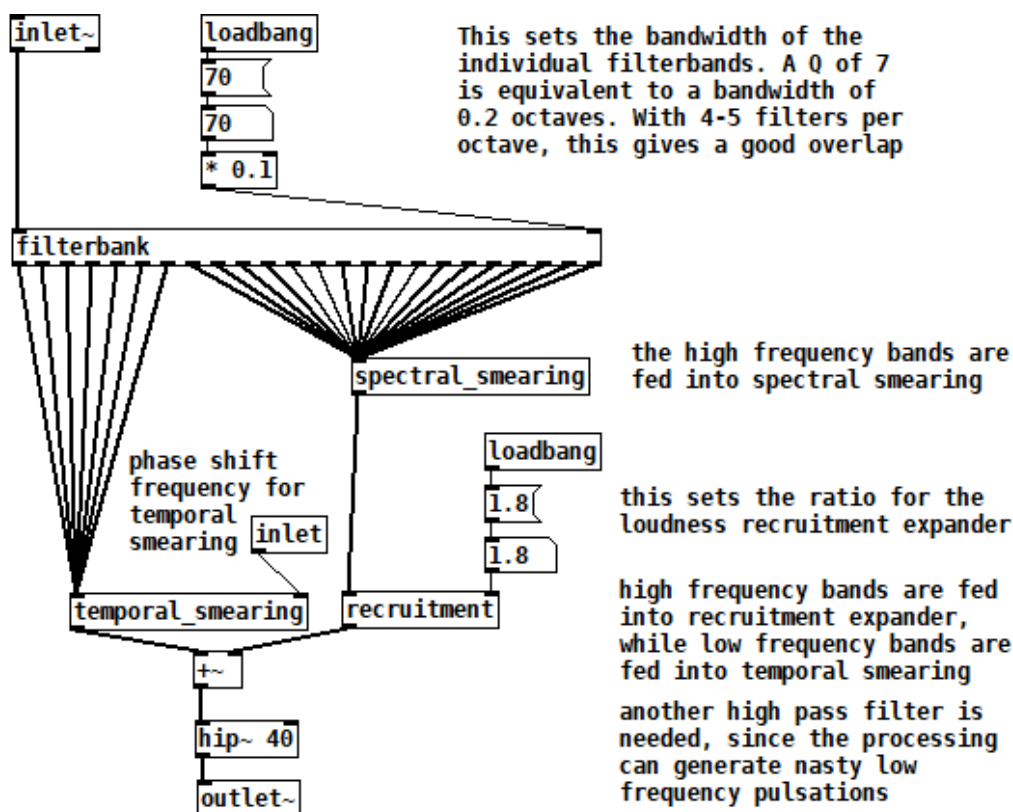 inlet~
loadbang
70
70
* 0.1
This sets the bandwidth of the
individual filterbands. A Q of 7
is equivalent to a bandwidth of
0.2 octaves. With 4-5 filters per
octave, this gives a good overlap
filterbank
spectral_smearing
the high frequency bands are
fed into spectral smearing
phase shift
frequency for
temporal
smearing
inlet
loadbang
1.8
1.8
this sets the ratio for the
loudness recruitment expander
temporal_smearing
recruitment
high frequency bands are fed
into recruitment expander,
while low frequency bands are
fed into temporal smearing
+~
hip~ 40
outlet~
another high pass filter is
needed, since the processing
can generate nasty low
frequency pulsations